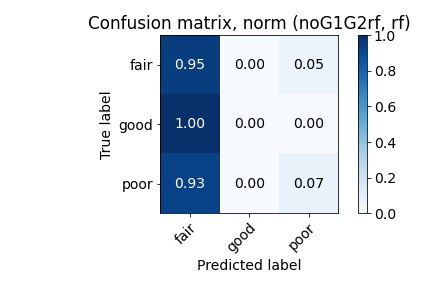 Confusion matrix, norm (noG1G2rf, rf)
True label
fair 0.95 0.00 0.05
good 1.00 0.00 0.00
poor 0.93 0.00 0.07
fair good poor
Predicted label
1.0
0.8
0.6
0.4
0.2
0.0